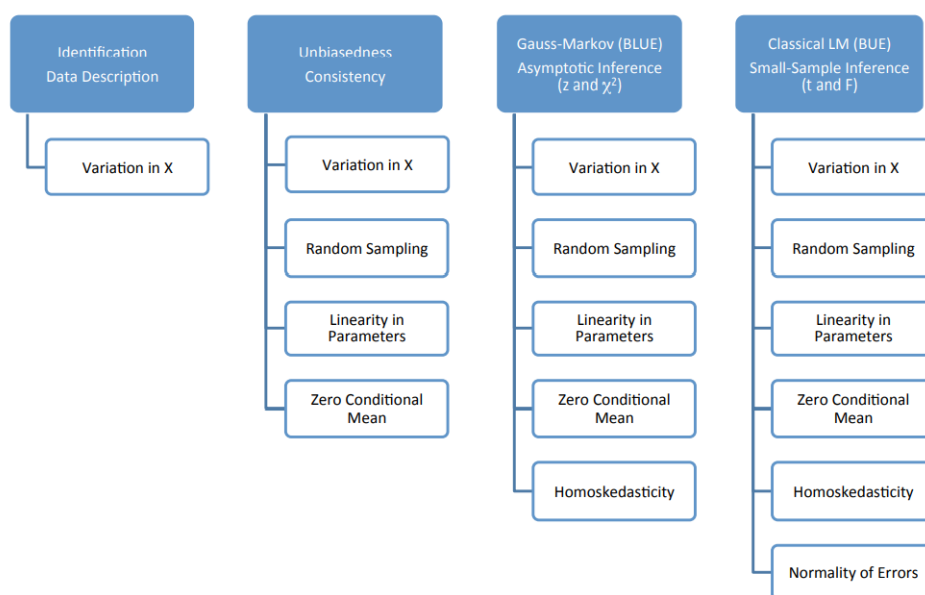 Identification
Data Description
Variation in X
Unbiasedness
Consistency
Variation in X
Random Sampling
Linearity in
Parameters
Zero Conditional
Mean
Gauss-Markov (BLUE)
Asymptotic Inference
(z and χ²)
Variation in X
Random Sampling
Linearity in
Parameters
Zero Conditional
Mean
Homoskedasticity
Classical LM (BUE)
Small-Sample Inference
(t and F)
Variation in X
Random Sampling
Linearity in
Parameters
Zero Conditional
Mean
Homoskedasticity
Normality of Errors